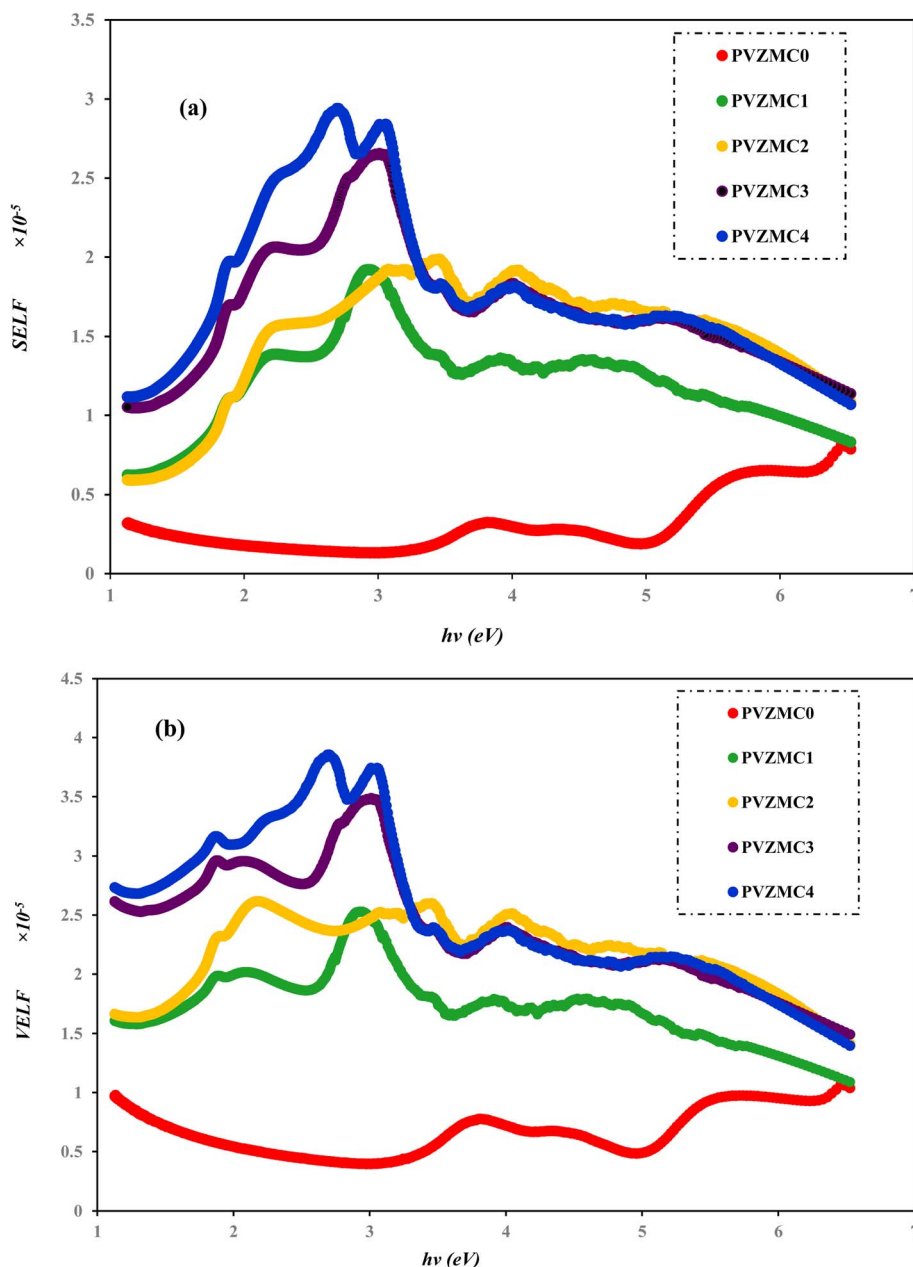 3.5
3
2.5
2
1.5
1
0.5
0
(a)
PVZMC0
PVZMC1
PVZMC2
PVZMC3
PVZMC4
SELF ×10⁻⁵
1 2 3 4 5 6 7
hν (eV)
4.5
4
3.5
3
2.5
2
1.5
1
0.5
0
(b)
PVZMC0
PVZMC1
PVZMC2
PVZMC3
PVZMC4
VELF ×10⁻⁵
1 2 3 4 5 6 7
hν (eV)